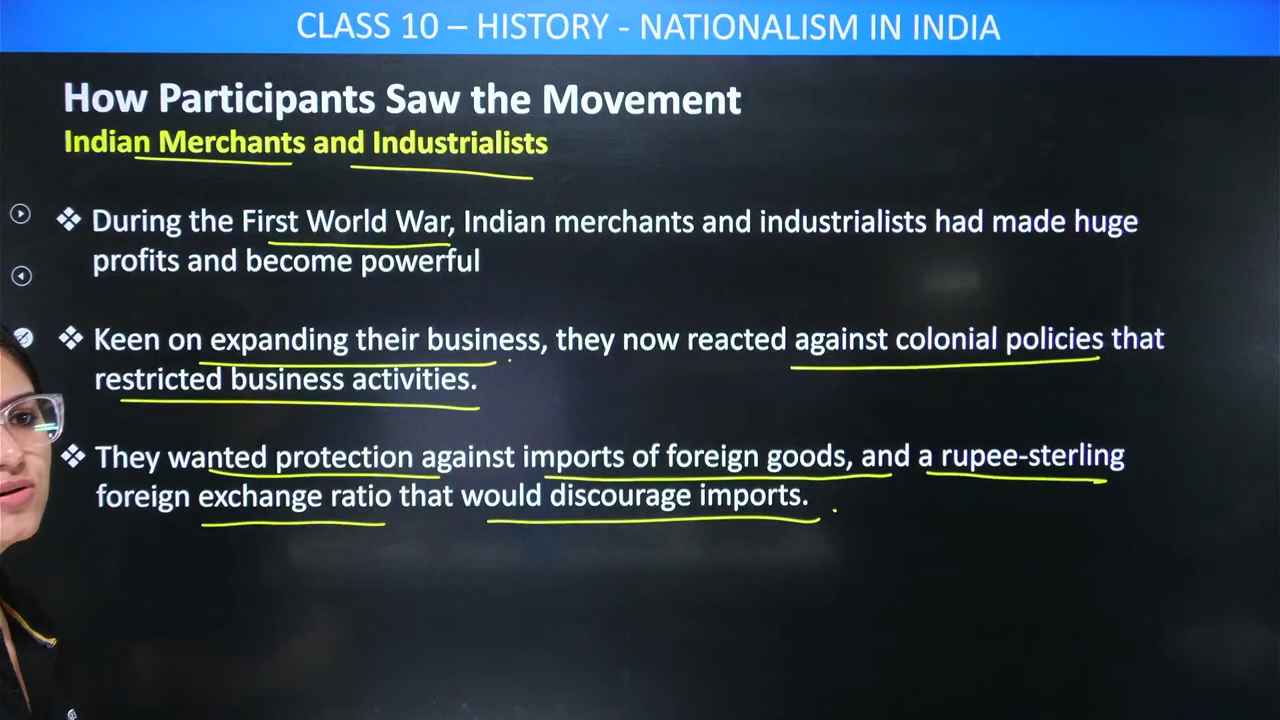 CLASS 10 – HISTORY - NATIONALISM IN INDIA
How Participants Saw the Movement
Indian Merchants and Industrialists
❖ During the First World War, Indian merchants and industrialists had made huge
profits and become powerful
❖ Keen on expanding their business, they now reacted against colonial policies that
restricted business activities.
❖ They wanted protection against imports of foreign goods, and a rupee-sterling
foreign exchange ratio that would discourage imports.